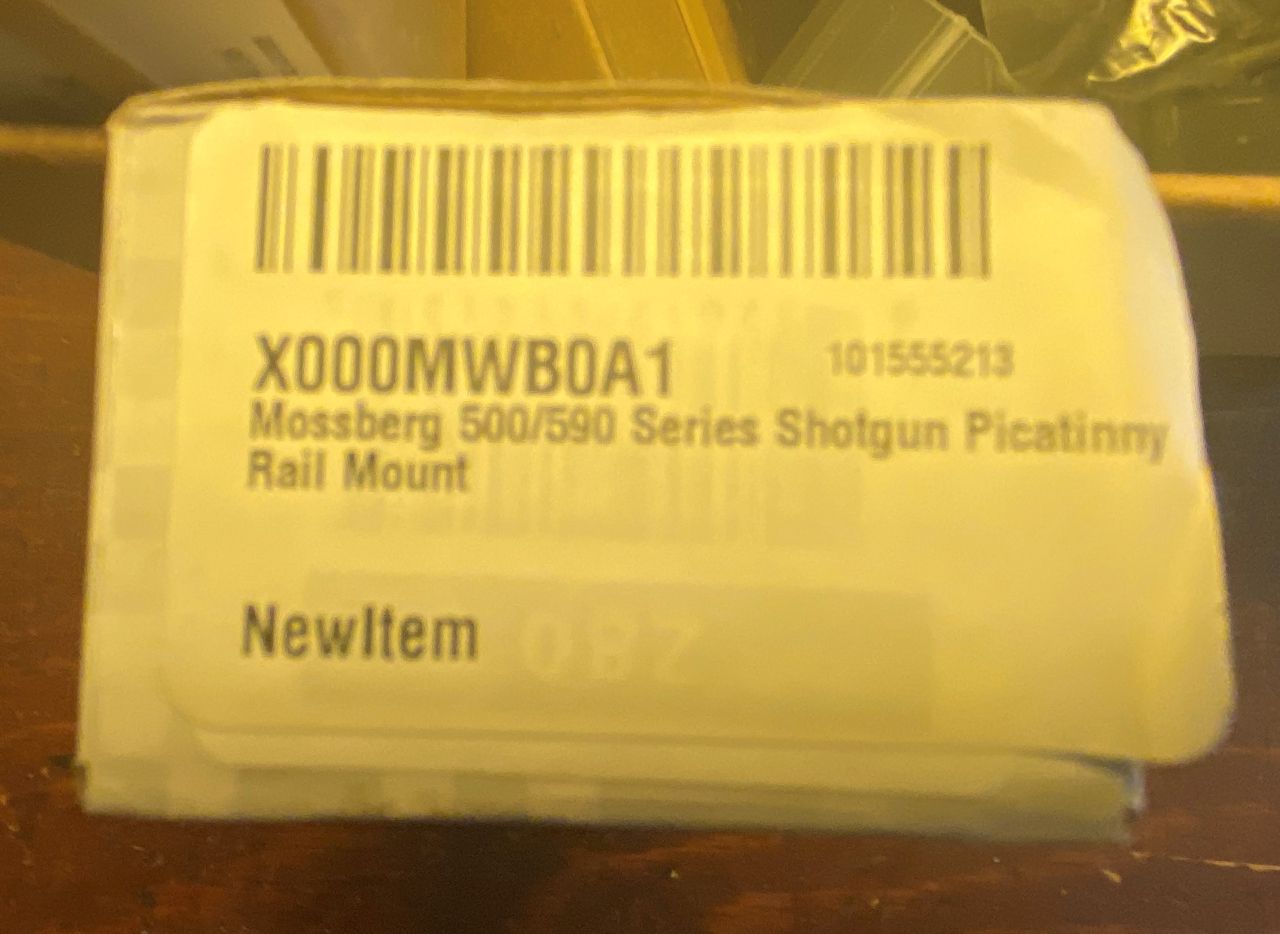 X000MWB0A1 101555213
Mossberg 500/590 Series Shotgun Picatinny
Rail Mount
NewItem